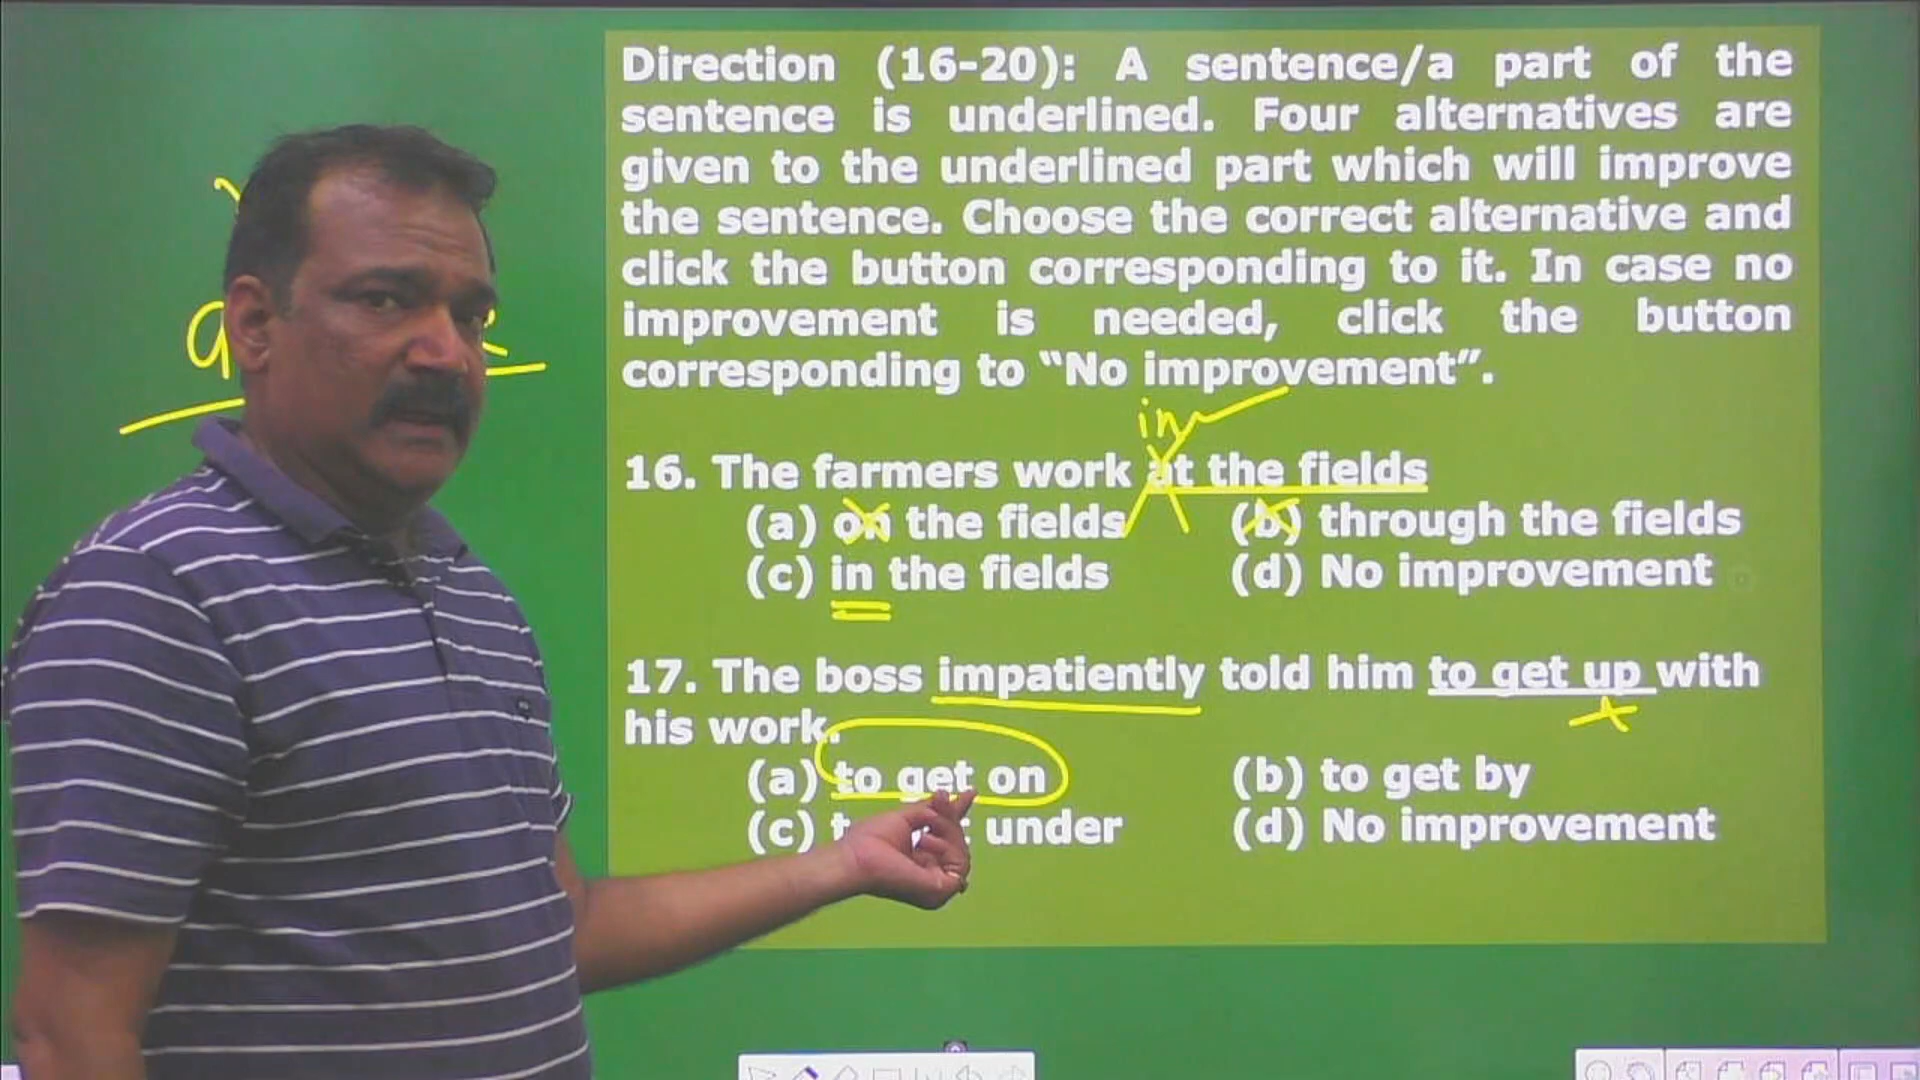 Direction (16-20): A sentence/a part of the
sentence is underlined. Four alternatives are
given to the underlined part which will improve
the sentence. Choose the correct alternative and
click the button corresponding to it. In case no
improvement is needed, click the button
corresponding to “No improvement”.
in
16. The farmers work at the fields
(a) on the fields (b) through the fields
(c) in the fields (d) No improvement
17. The boss impatiently told him to get up with
his work.
(a) to get on (b) to get by
(c) under (d) No improvement